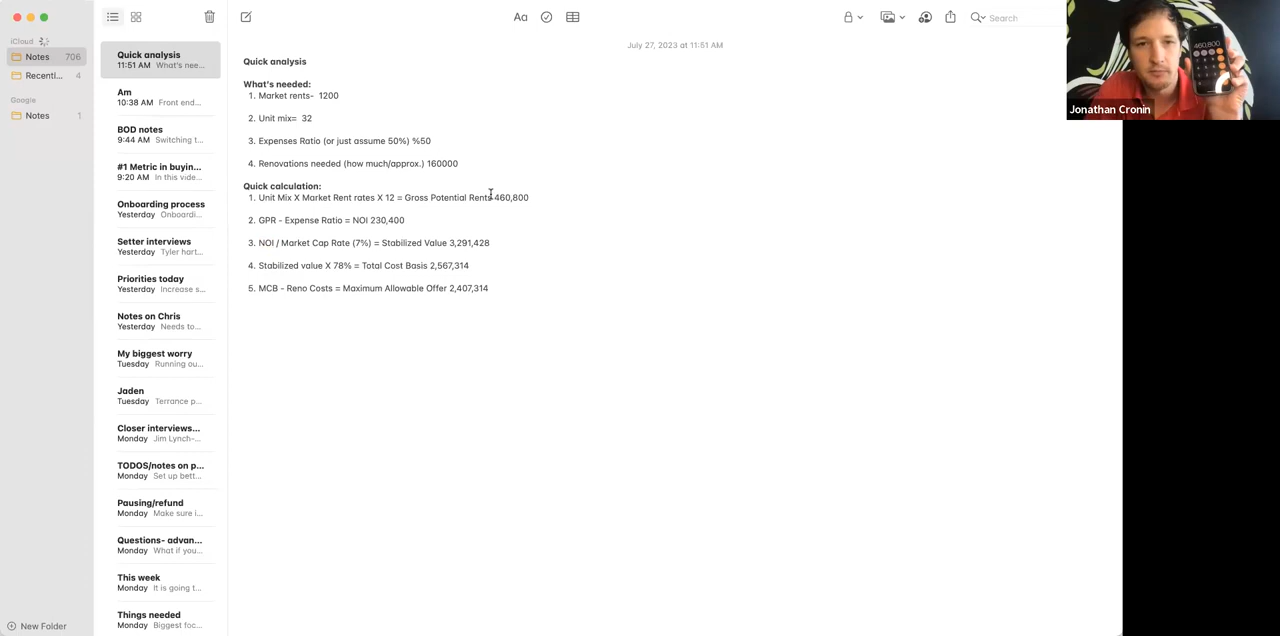 iCloud
Notes 706
Recenti... 4
Google
Notes 1
New Folder
Quick analysis
11:51 AM What's nee...
Am
10:38 AM Front end...
BOD notes
9:44 AM Switching t...
#1 Metric in buyin...
9:20 AM In this vide...
Onboarding process
Yesterday Onboardi...
Setter interviews
Yesterday Tyler hart...
Priorities today
Yesterday Increase s...
Notes on Chris
Yesterday Needs to...
My biggest worry
Tuesday Running ou...
Jaden
Tuesday Terrance p...
Closer interviews...
Monday Jim Lynch-...
TODOS/notes on p...
Monday Set up bett...
Pausing/refund
Monday Make sure i...
Questions- advan...
Monday What if you...
This week
Monday It is going t...
Things needed
Monday Biggest foc...
Aa
Search
July 27, 2023 at 11:51 AM
Quick analysis
What's needed:
1. Market rents- 1200
2. Unit mix= 32
3. Expenses Ratio (or just assume 50%) %50
4. Renovations needed (how much/approx.) 160000
Quick calculation:
1. Unit Mix X Market Rent rates X 12 = Gross Potential Rents 460,800
2. GPR - Expense Ratio = NOI 230,400
3. NOI / Market Cap Rate (7%) = Stabilized Value 3,291,428
4. Stabilized value X 78% = Total Cost Basis 2,567,314
5. MCB - Reno Costs = Maximum Allowable Offer 2,407,314
460,800
Jonathan Cronin